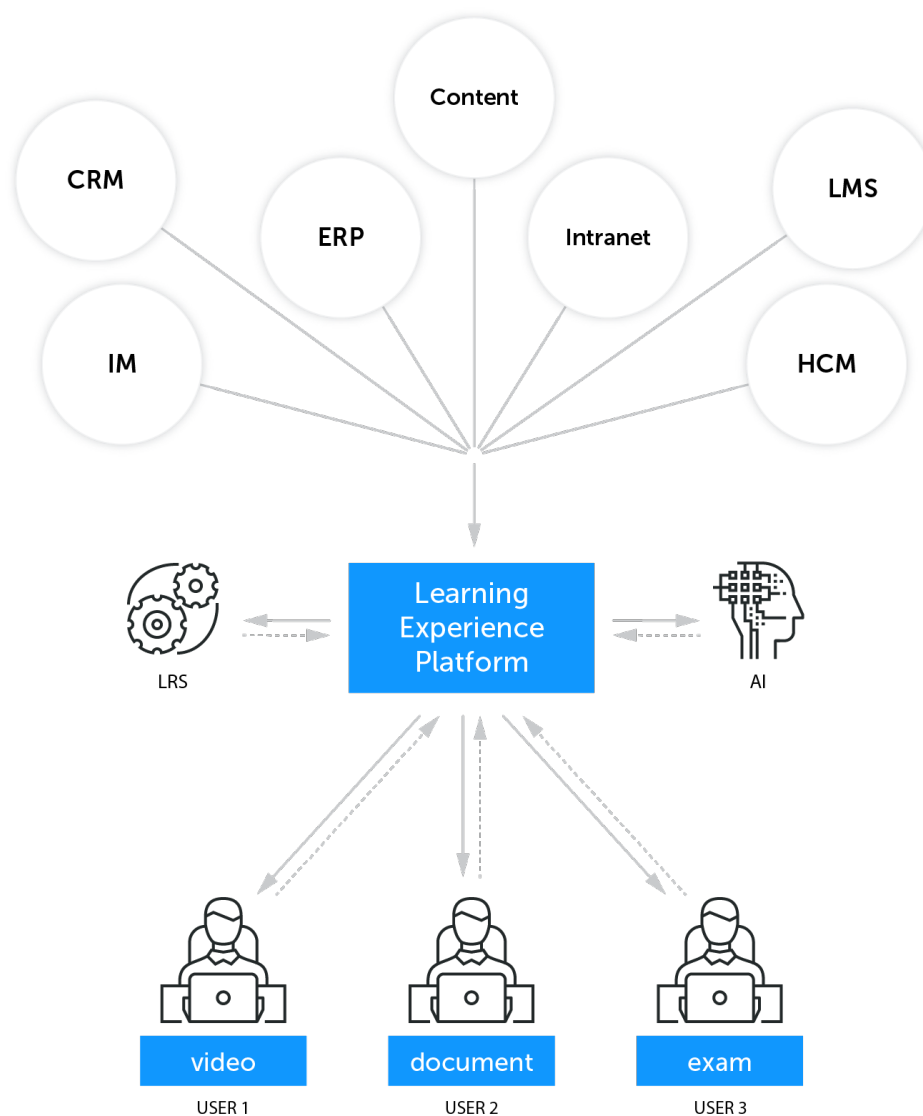 Content
CRM
LMS
ERP
Intranet
IM
HCM
Learning
Experience
Platform
LRS
AI
video
document
exam
USER 1
USER 2
USER 3